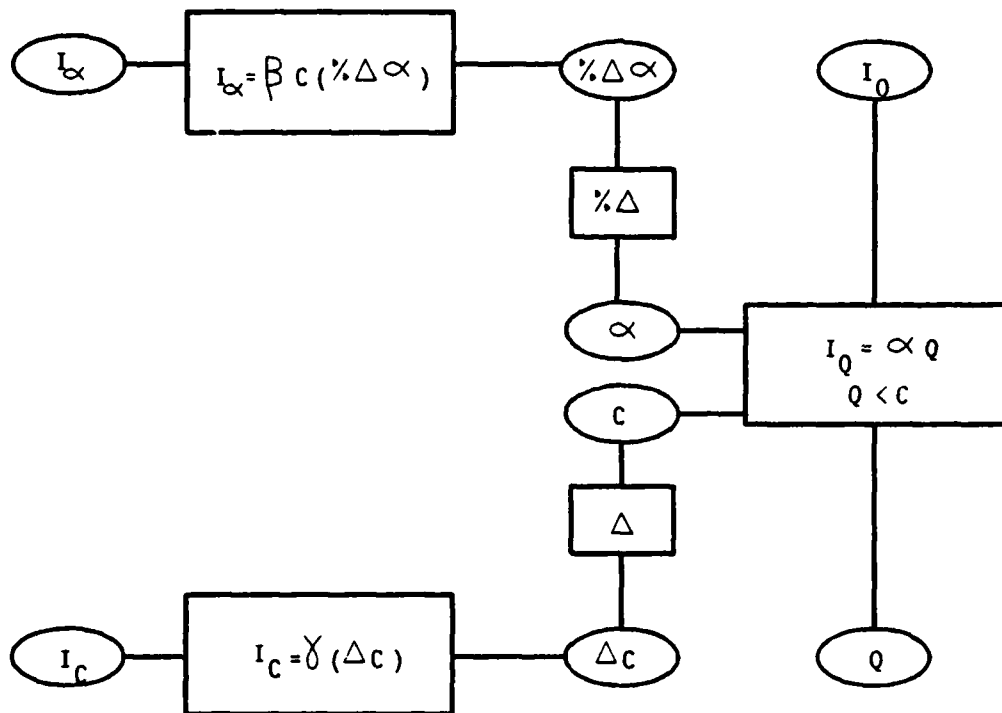 I_α
I_α = β C (%Δα)
%Δα
I_Q
%Δ
α
I_Q = α Q
Q < C
C
Δ
I_C
I_C = γ (ΔC)
ΔC
Q